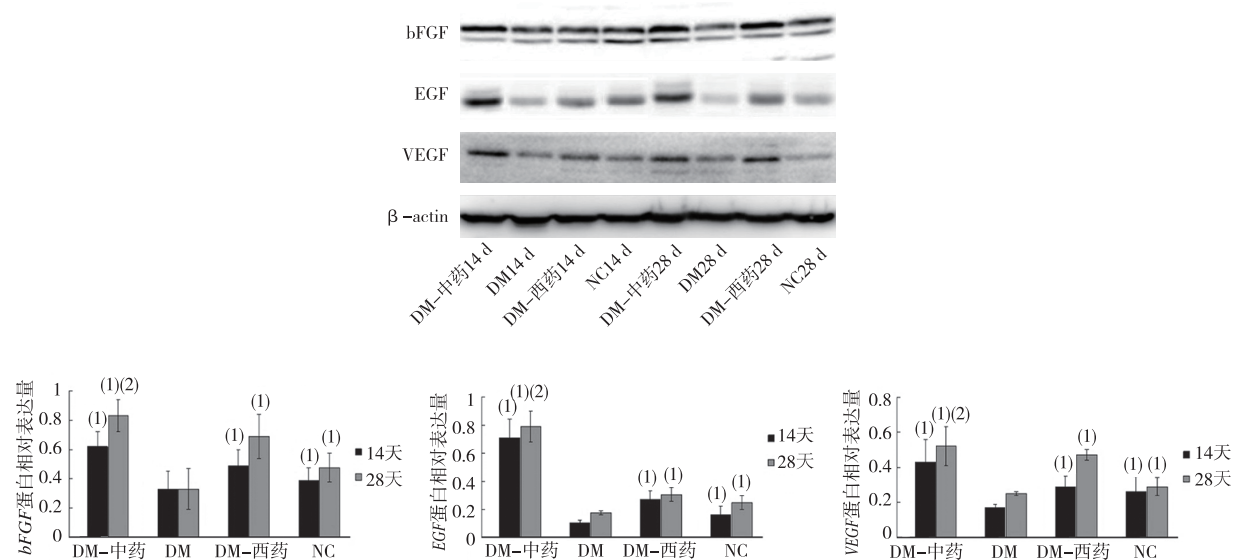 bFGF
EGF
VEGF
β-actin
DM-中药14 d
DM14 d
DM-西药14 d
NC14 d
DM-中药28 d
DM28 d
DM-西药28 d
NC28 d
bFGF蛋白相对表达量
1
0.8
0.6
0.4
0.2
0
(1)
(1)(2)
(1)
(1)
(1)
(1)
DM-中药
DM
DM-西药
NC
14天
28天
EGF蛋白相对表达量
1
0.8
0.6
0.4
0.2
0
(1)
(1)(2)
(1)
(1)
(1)
(1)
DM-中药
DM
DM-西药
NC
14天
28天
VEGF蛋白相对表达量
0.8
0.6
0.4
0.2
0
(1)
(1)(2)
(1)
(1)
(1)
(1)
DM-中药
DM
DM-西药
NC
14天
28天